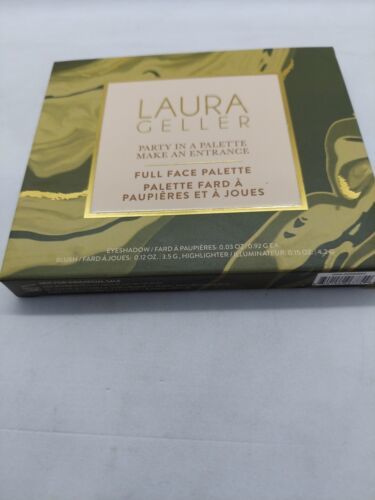 LAURA
GELLER
PARTY IN A PALETTE
MAKE AN ENTRANCE
FULL FACE PALETTE
PALETTE FARD À
PAUPIÈRES ET À JOUES
EYESHADOW / FARD À PAUPIÈRES: 0.03 OZ, 0.92 G EA
BLUSH / FARD À JOUES: 0.12 OZ. : 3.5 G, HIGHLIGHTER / ILLUMINATEUR: 0.15 OZ : 4.2 G